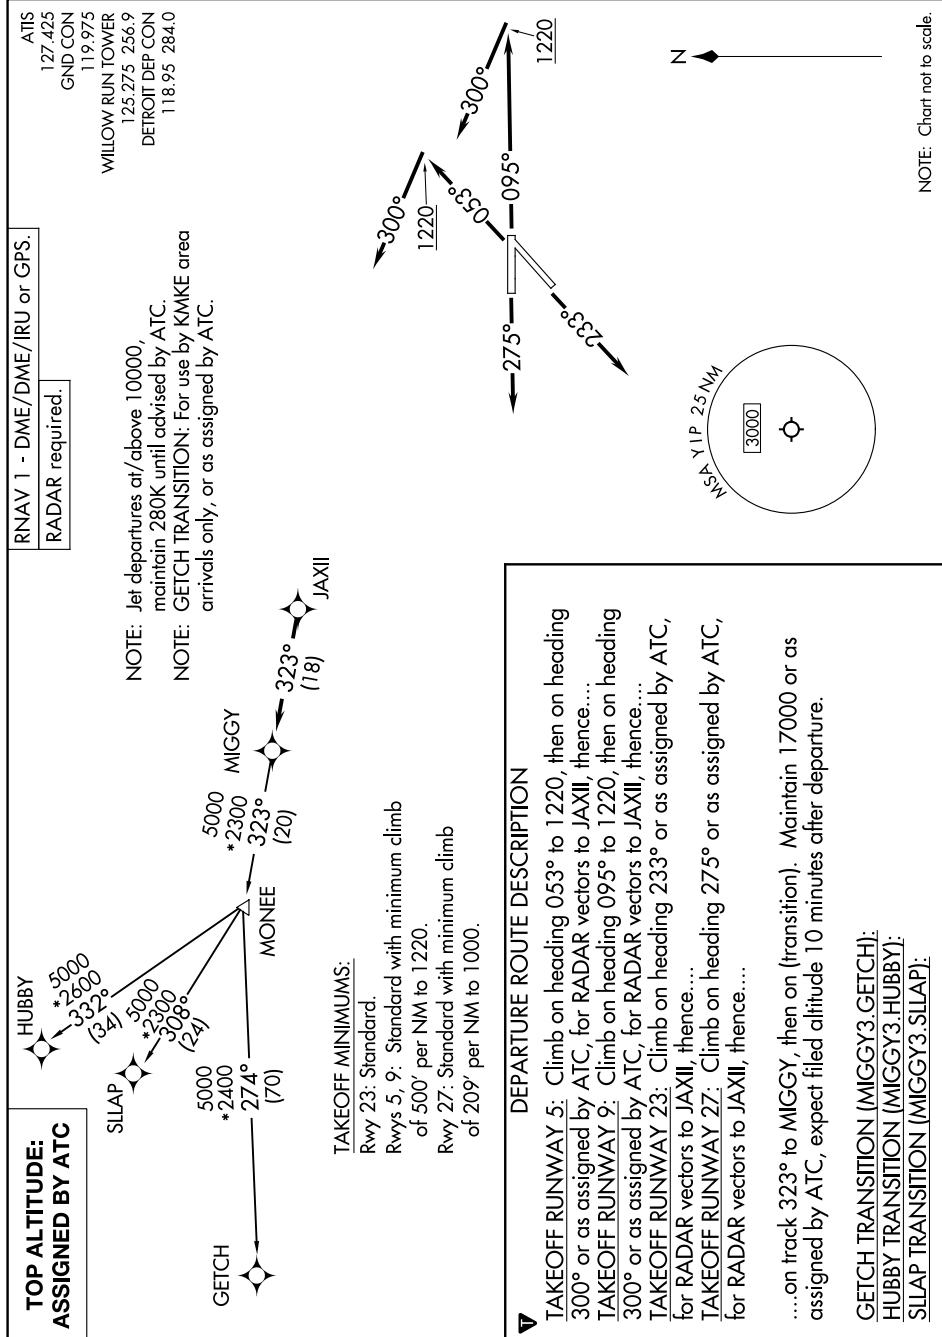 TOP ALTITUDE:
ASSIGNED BY ATC
RNAV 1 - DME/DME/IRU or GPS.
RADAR required.
ATIS
127.425
GND CON
119.975
WILLOW RUN TOWER
125.275 256.9
DETROIT DEP CON
118.95 284.0
NOTE: Jet departures at/above 10000,
maintain 280K until advised by ATC.
NOTE: GETCH TRANSITION: For use by KMKE area
arrivals only, or as assigned by ATC.
HUBBY
5000
*2600
332°
(34)
SLLAP
5000
*2300
308°
(24)
GETCH
5000
*2400
274°
(70)
MONEE
5000
*2300
323°
(20)
MIGGY
323°
(18)
JAXII
TAKEOFF MINIMUMS:
Rwy 23: Standard.
Rwys 5, 9: Standard with minimum climb
of 500' per NM to 1220.
Rwy 27: Standard with minimum climb
of 209' per NM to 1000.
300°
1220
053°
300°
1220
095°
275°
233°
N
MSA YIP 25 NM
3000
NOTE: Chart not to scale.
T
DEPARTURE ROUTE DESCRIPTION
TAKEOFF RUNWAY 5: Climb on heading 053° to 1220, then on heading
300° or as assigned by ATC, for RADAR vectors to JAXII, thence....
TAKEOFF RUNWAY 9: Climb on heading 095° to 1220, then on heading
300° or as assigned by ATC, for RADAR vectors to JAXII, thence....
TAKEOFF RUNWAY 23: Climb on heading 233° or as assigned by ATC,
for RADAR vectors to JAXII, thence....
TAKEOFF RUNWAY 27: Climb on heading 275° or as assigned by ATC,
for RADAR vectors to JAXII, thence....
....on track 323° to MIGGY, then on (transition). Maintain 17000 or as
assigned by ATC, expect filed altitude 10 minutes after departure.
GETCH TRANSITION (MIGGY3.GETCH):
HUBBY TRANSITION (MIGGY3.HUBBY):
SLLAP TRANSITION (MIGGY3.SLLAP):